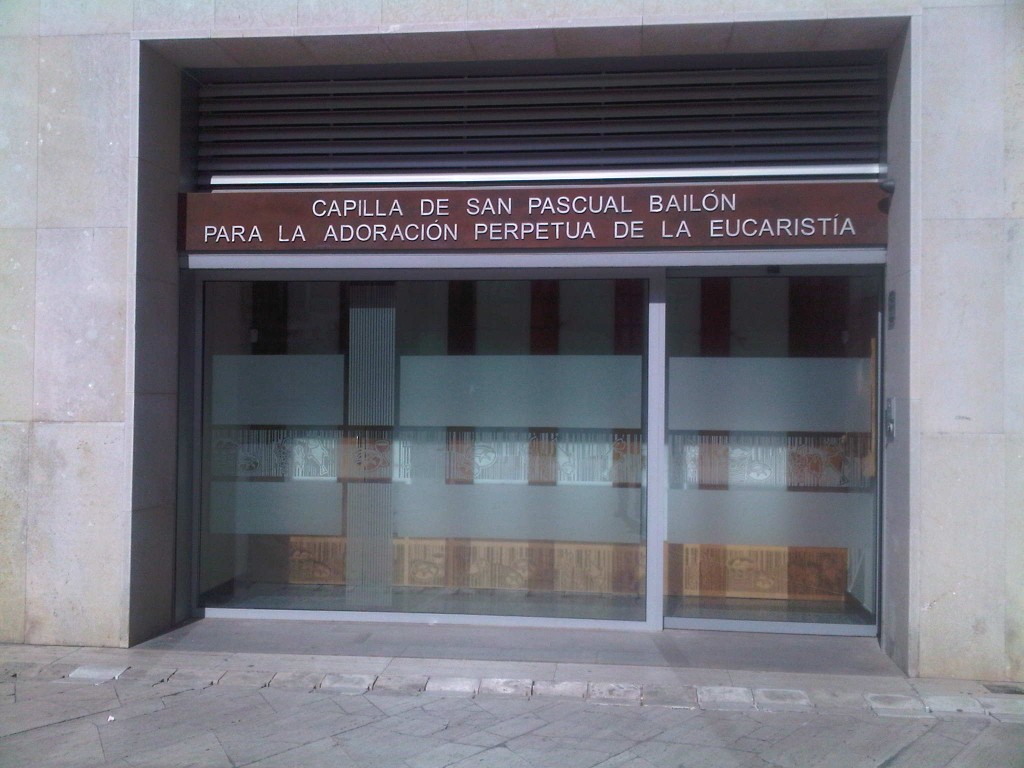 CAPILLA DE SAN PASCUAL BAILÓN
PARA LA ADORACIÓN PERPETUA DE LA EUCARISTÍA